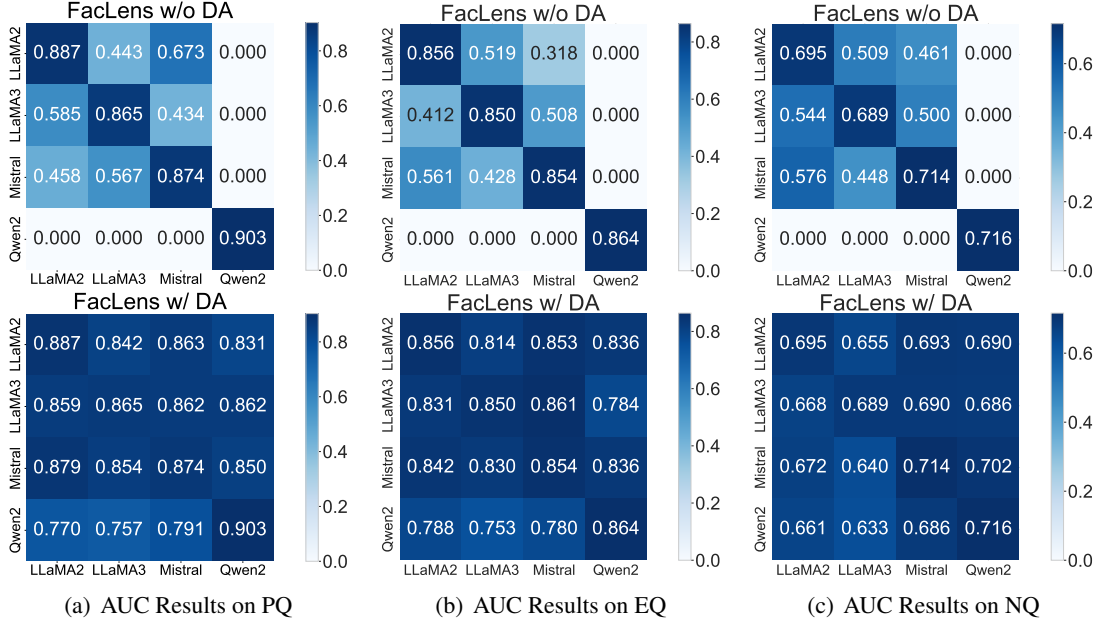 FacLens w/o DA
LLaMA2 0.887 0.443 0.673 0.000
LLaMA3 0.585 0.865 0.434 0.000
Mistral 0.458 0.567 0.874 0.000
Qwen2 0.000 0.000 0.000 0.903
LLaMA2 LLaMA3 Mistral Qwen2
0.8
0.6
0.4
0.2
0.0
FacLens w/o DA
LLaMA2 0.856 0.519 0.318 0.000
LLaMA3 0.412 0.850 0.508 0.000
Mistral 0.561 0.428 0.854 0.000
Qwen2 0.000 0.000 0.000 0.864
LLaMA2 LLaMA3 Mistral Qwen2
0.8
0.6
0.4
0.2
0.0
FacLens w/o DA
LLaMA2 0.695 0.509 0.461 0.000
LLaMA3 0.544 0.689 0.500 0.000
Mistral 0.576 0.448 0.714 0.000
Qwen2 0.000 0.000 0.000 0.716
LLaMA2 LLaMA3 Mistral Qwen2
0.6
0.4
0.2
0.0
FacLens w/ DA
LLaMA2 0.887 0.842 0.863 0.831
LLaMA3 0.859 0.865 0.862 0.862
Mistral 0.879 0.854 0.874 0.850
Qwen2 0.770 0.757 0.791 0.903
LLaMA2 LLaMA3 Mistral Qwen2
0.8
0.6
0.4
0.2
0.0
FacLens w/ DA
LLaMA2 0.856 0.814 0.853 0.836
LLaMA3 0.831 0.850 0.861 0.784
Mistral 0.842 0.830 0.854 0.836
Qwen2 0.788 0.753 0.780 0.864
LLaMA2 LLaMA3 Mistral Qwen2
0.8
0.6
0.4
0.2
0.0
FacLens w/ DA
LLaMA2 0.695 0.655 0.693 0.690
LLaMA3 0.668 0.689 0.690 0.686
Mistral 0.672 0.640 0.714 0.702
Qwen2 0.661 0.633 0.686 0.716
LLaMA2 LLaMA3 Mistral Qwen2
0.6
0.4
0.2
0.0
(a) AUC Results on PQ
(b) AUC Results on EQ
(c) AUC Results on NQ